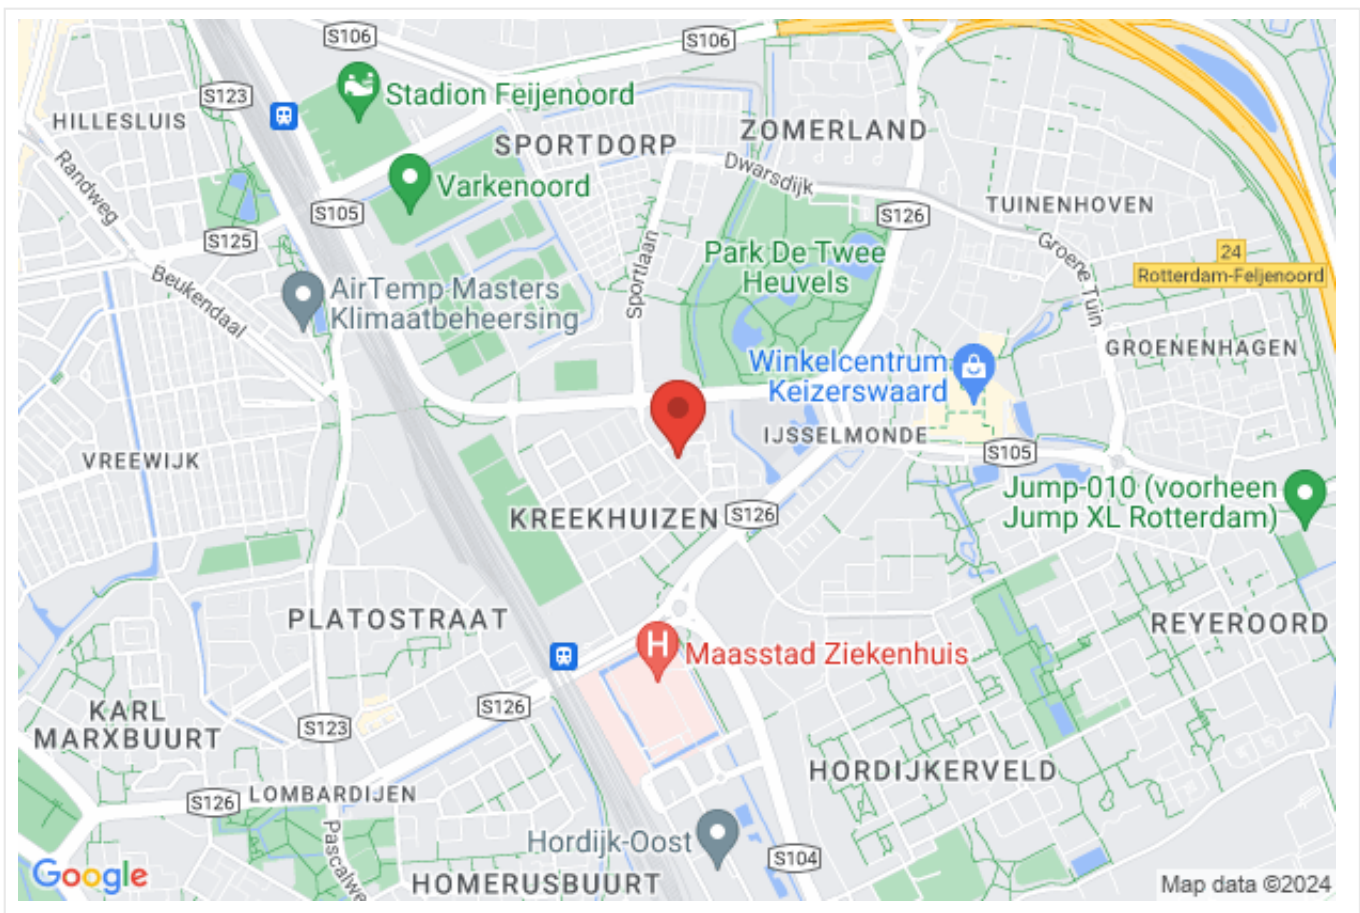 S106
S106
S123
Stadion Feijenoord
HILLESLUIS
SPORTDORP
ZOMERLAND
Randweg
Varkenoord
Dwarsdijk
S105
S126
TUINENHOVEN
S125
Beukendaal
AirTemp Masters
Klimaatbeheersing
Sportlaan
Park De Twee
Heuvels
Groene Tuin
24
Rotterdam-Feijenoord
GROENENHAGEN
Winkelcentrum
Keizerswaard
IJSSELMONDE
S105
VREEWIJK
Jump-010 (voorheen
Jump XL Rotterdam)
KREEKHUIZEN
S126
PLATOSTRAAT
REYEROORD
H
Maasstad Ziekenhuis
S126
KARL
MARXBUURT
S123
HORDIJKERVELD
S126
LOMBARDIJEN
Pascalwe
Hordijk-Oost
S104
HOMERUSBUURT
Google
Map data ©2024